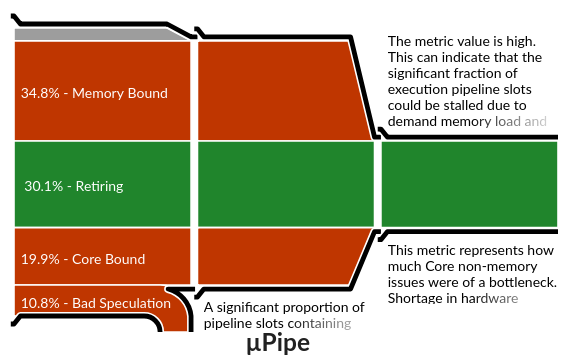 The metric value is high.
This can indicate that the
significant fraction of
execution pipeline slots
could be stalled due to
demand memory load and
34.8% - Memory Bound
30.1% - Retiring
19.9% - Core Bound
This metric represents how
much Core non-memory
issues were of a bottleneck.
Shortage in hardware
10.8% - Bad Speculation
A significant proportion of
pipeline slots containing
µPipe